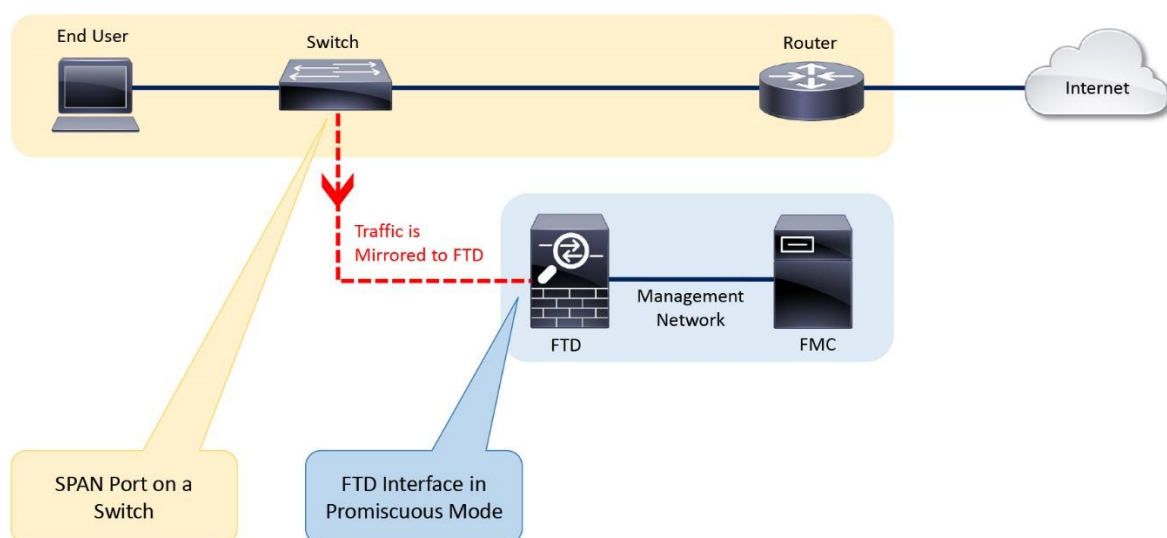 End User
Switch
Router
Internet
Traffic is
Mirrored to FTD
Management
Network
FTD
FMC
SPAN Port on a
Switch
FTD Interface in
Promiscuous Mode